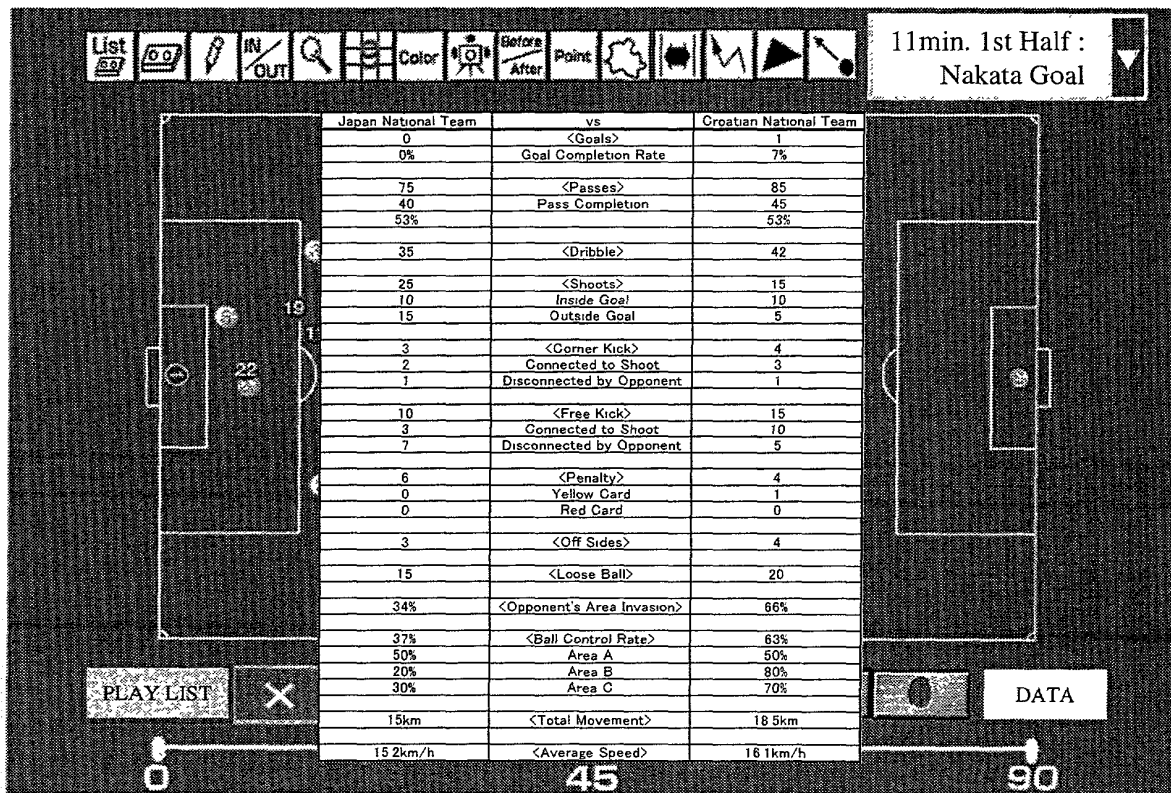 List IN/OUT Color Before/After Point
11min. 1st Half :
Nakata Goal
Japan National Team vs Croatian National Team
0 <Goals> 1
0% Goal Completion Rate 7%
75 <Passes> 85
40 Pass Completion 45
53% 53%
35 <Dribble> 42
25 <Shoots> 15
10 Inside Goal 10
15 Outside Goal 5
3 <Corner Kick> 4
2 Connected to Shoot 3
1 Disconnected by Opponent 1
10 <Free Kick> 15
3 Connected to Shoot 10
7 Disconnected by Opponent 5
6 <Penalty> 4
0 Yellow Card 1
0 Red Card 0
3 <Off Sides> 4
15 <Loose Ball> 20
34% <Opponent's Area Invasion> 66%
37% <Ball Control Rate> 63%
50% Area A 50%
20% Area B 80%
30% Area C 70%
15km <Total Movement> 18 5km
15 2km/h <Average Speed> 16 1km/h
19
1
22
PLAY LIST DATA
0 45 90